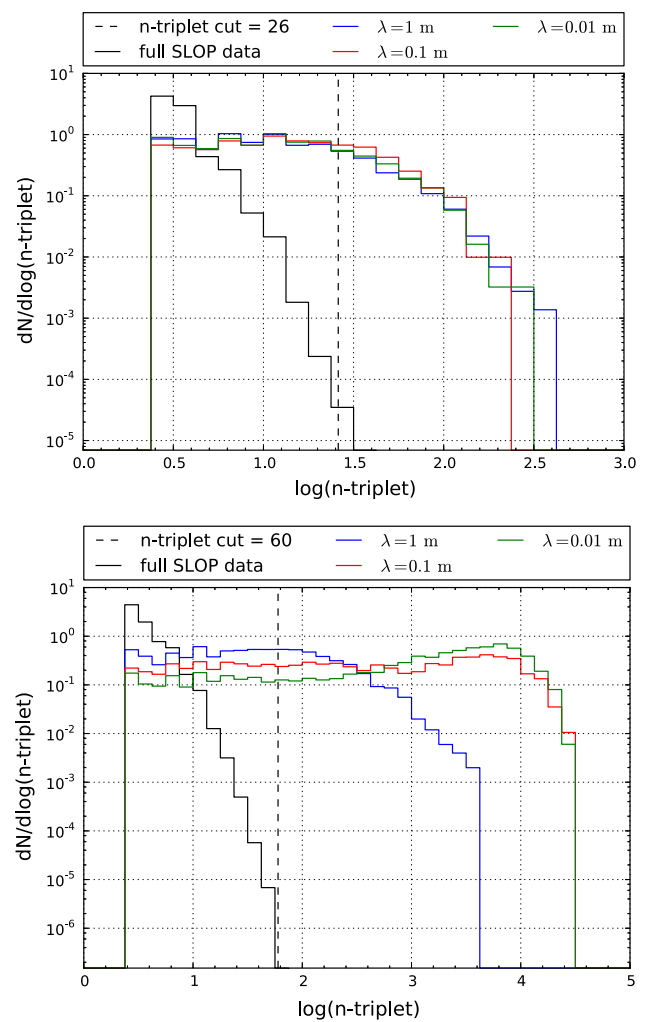 n-triplet cut = 26 λ=1 m λ=0.01 m
full SLOP data λ=0.1 m
10^1
10^0
10^-1
10^-2
10^-3
10^-4
10^-5
dN/dlog(n-triplet)
0.0 0.5 1.0 1.5 2.0 2.5 3.0
log(n-triplet)
n-triplet cut = 60 λ=1 m λ=0.01 m
full SLOP data λ=0.1 m
10^1
10^0
10^-1
10^-2
10^-3
10^-4
10^-5
10^-6
dN/dlog(n-triplet)
0 1 2 3 4 5
log(n-triplet)